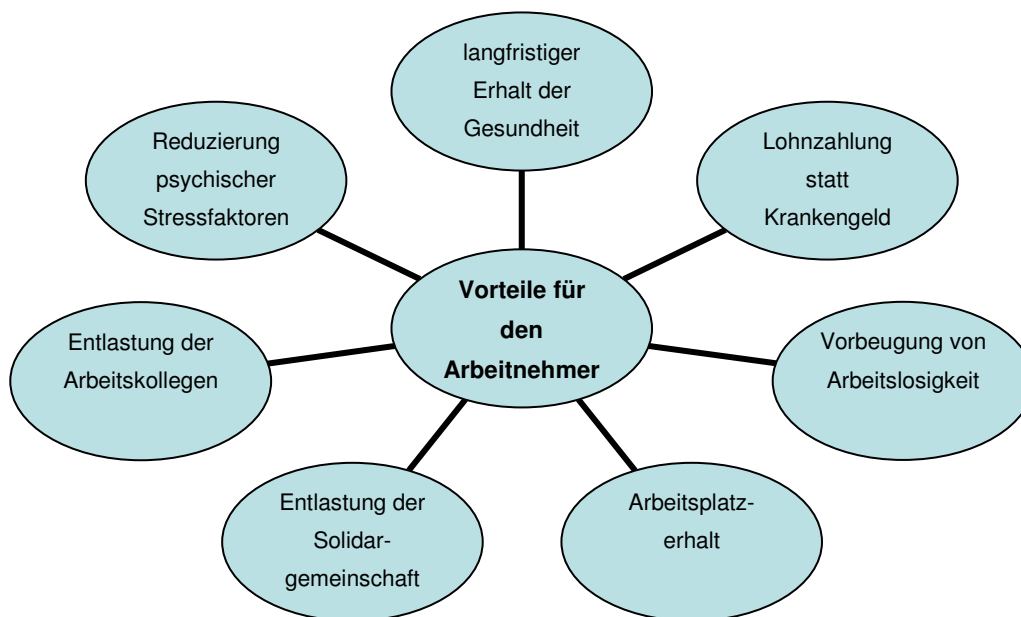 langfristiger
Erhalt der
Gesundheit
Reduzierung
psychischer
Stressfaktoren
Lohnzahlung
statt
Krankengeld
Vorteile für
den
Arbeitnehmer
Entlastung der
Arbeitskollegen
Vorbeugung von
Arbeitslosigkeit
Entlastung der
Solidar-
gemeinschaft
Arbeitsplatz-
erhalt